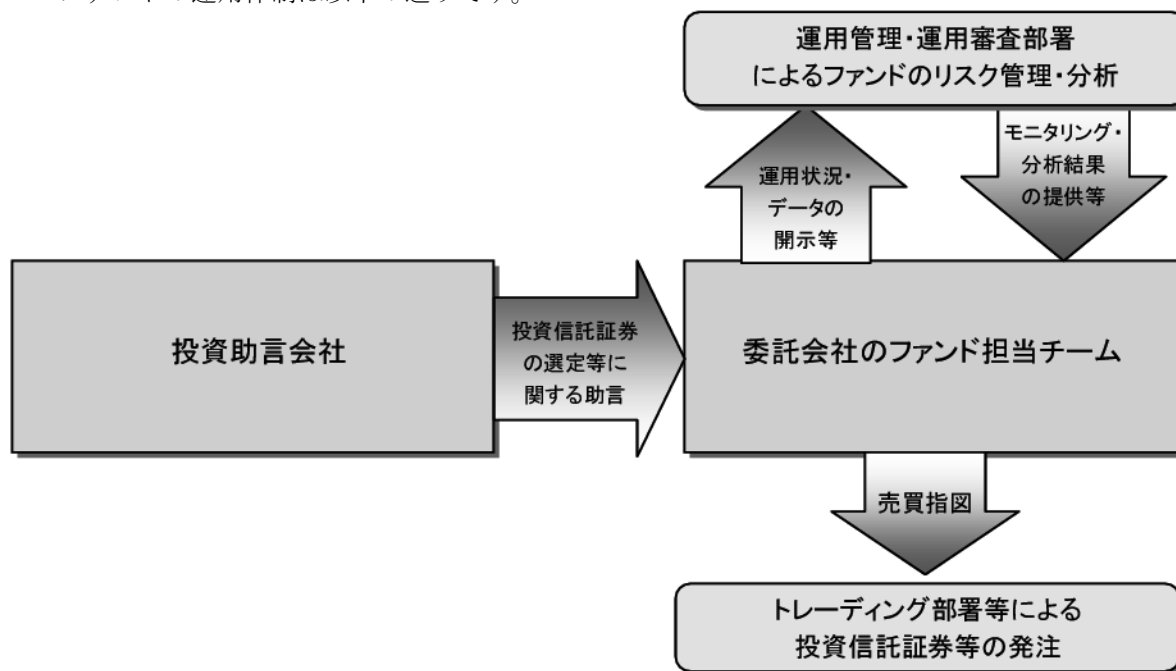 運用管理・運用審査部署
によるファンドのリスク管理・分析
運用状況・
データの
開示等
モニタリング・
分析結果
の提供等
投資助言会社
投資信託証券
の選定等に
関する助言
委託会社のファンド担当チーム
売買指図
トレーディング部署等による
投資信託証券等の発注